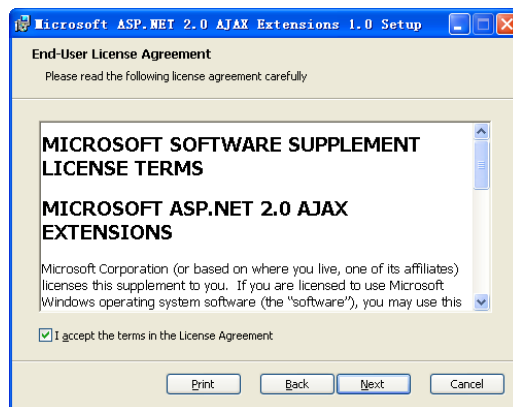 Microsoft ASP.NET 2.0 AJAX Extensions 1.0 Setup
End-User License Agreement
Please read the following license agreement carefully
MICROSOFT SOFTWARE SUPPLEMENT
LICENSE TERMS
MICROSOFT ASP.NET 2.0 AJAX
EXTENSIONS
Microsoft Corporation (or based on where you live, one of its affiliates)
licenses this supplement to you.  If you are licensed to use Microsoft
Windows operating system software (the "software"), you may use this
I accept the terms in the License Agreement
Print Back Next Cancel